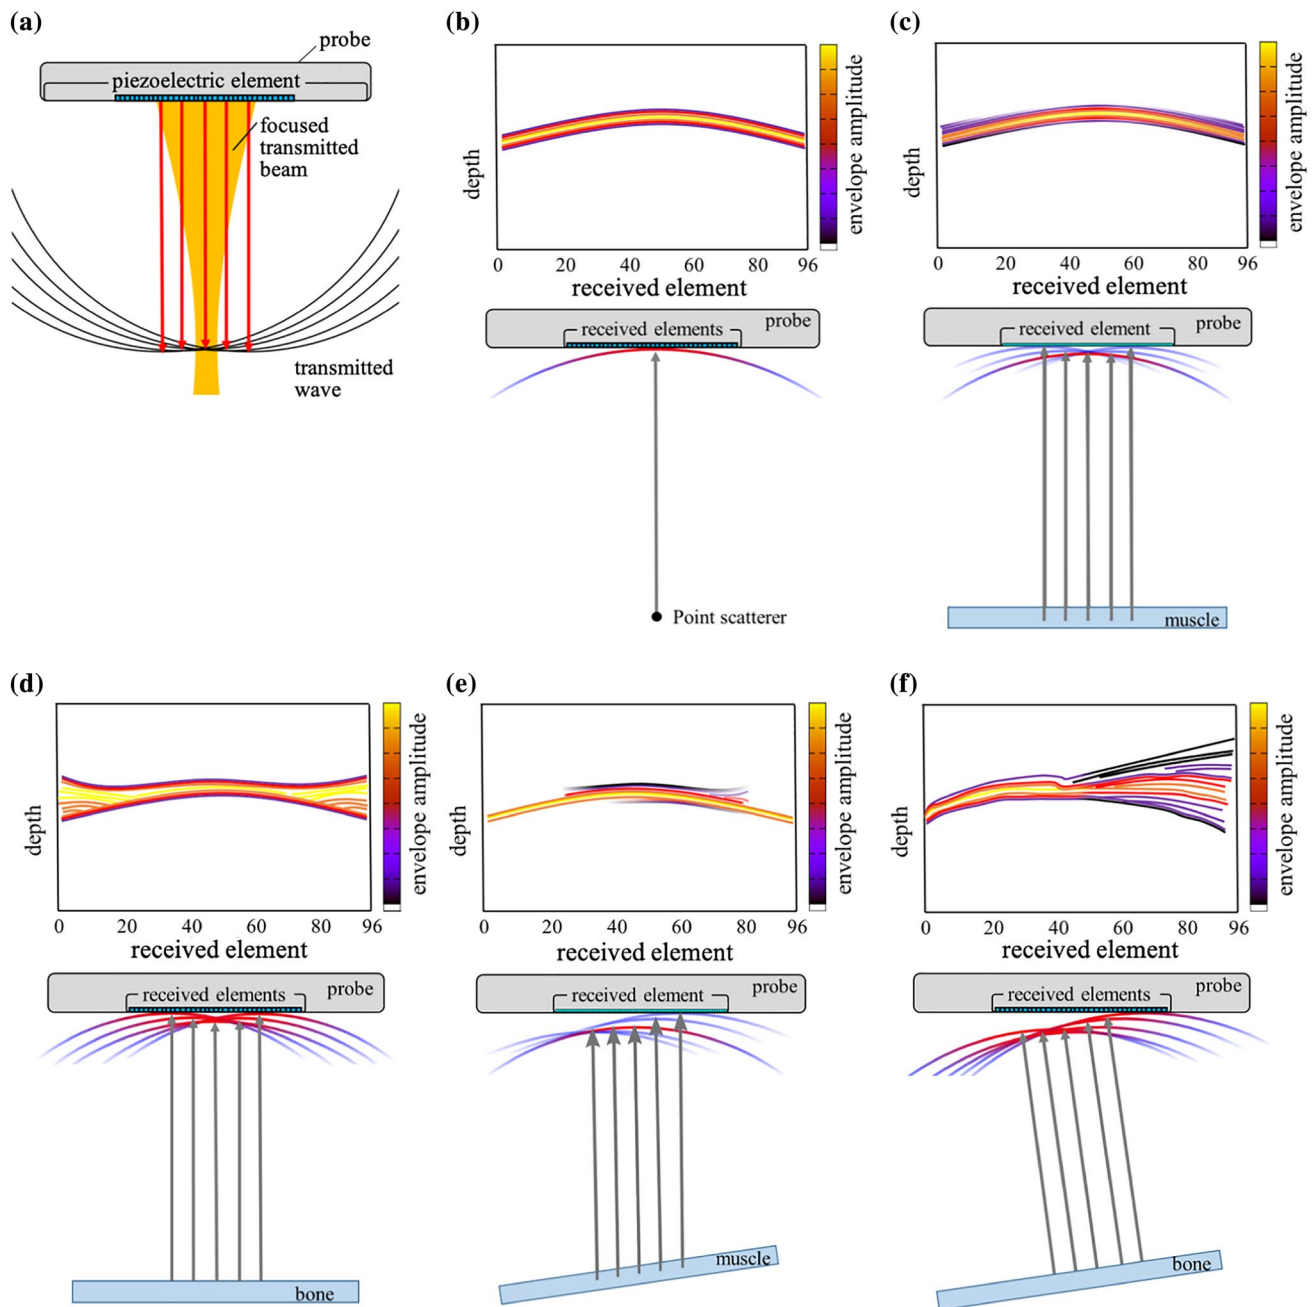 (a)
probe
piezoelectric element
focused
transmitted
beam
transmitted
wave
(b)
depth
envelope amplitude
0 20 40 60 80 96
received element
received elements
probe
Point scatterer
(c)
depth
envelope amplitude
0 20 40 60 80 96
received element
received element
probe
muscle
(d)
depth
envelope amplitude
0 20 40 60 80 96
received element
received elements
probe
bone
(e)
depth
envelope amplitude
0 20 40 60 80 96
received element
received element
probe
muscle
(f)
depth
envelope amplitude
0 20 40 60 80 96
received element
received elements
probe
bone